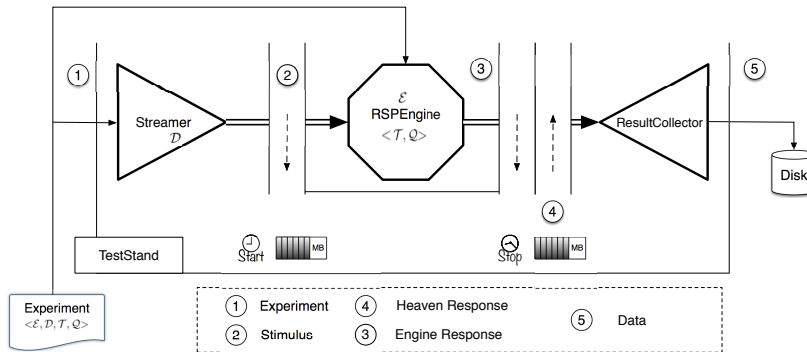 1
2
3
5
Streamer
𝒟
ℰ
RSPEngine
<𝒯, 𝒬>
ResultCollector
Disk
4
TestStand
Start
MB
Stop
MB
Experiment
<ℰ, 𝒟, 𝒯, 𝒬>
1 Experiment
4 Heaven Response
5 Data
2 Stimulus
3 Engine Response